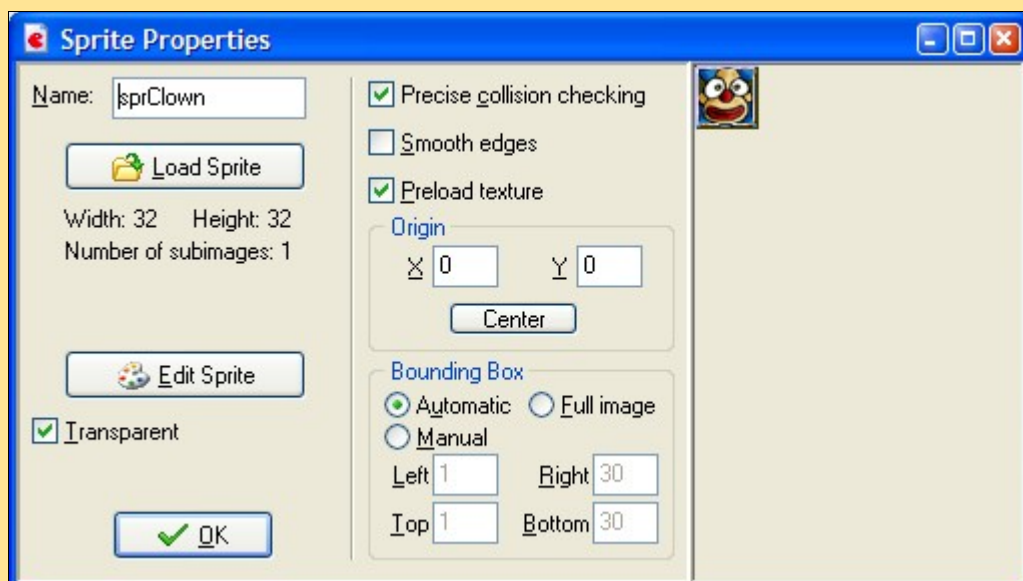 Sprite Properties
Name: sprClown
Load Sprite
Width: 32 Height: 32
Number of subimages: 1
Edit Sprite
Transparent
OK
Precise collision checking
Smooth edges
Preload texture
Origin
X 0 Y 0
Center
Bounding Box
Automatic Full image
Manual
Left 1 Right 30
Top 1 Bottom 30